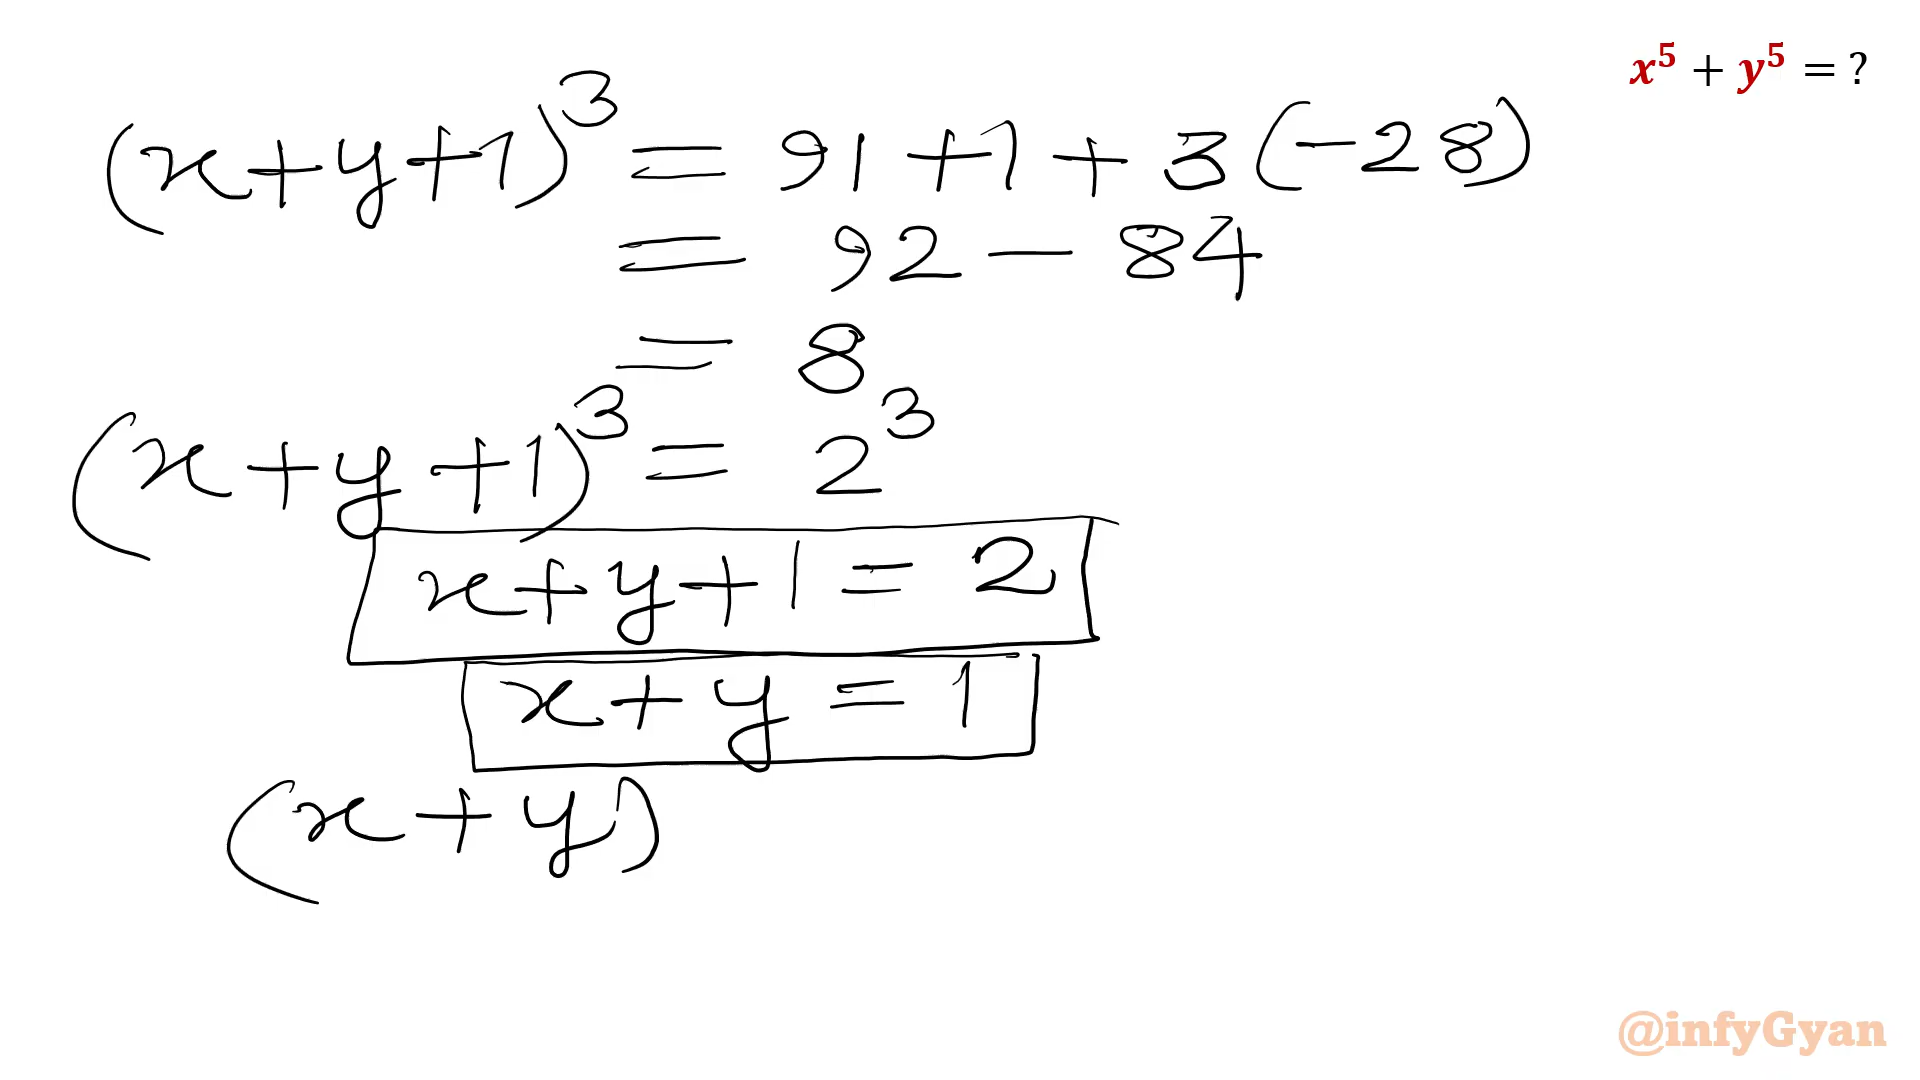 x⁵ + y⁵ = ?
(x+y+1)³ = 91+1+3(-28)
= 92 - 84
= 8
(x+y+1)³ = 2³
x+y+1 = 2
x+y = 1
(x+y)
@infyGyan